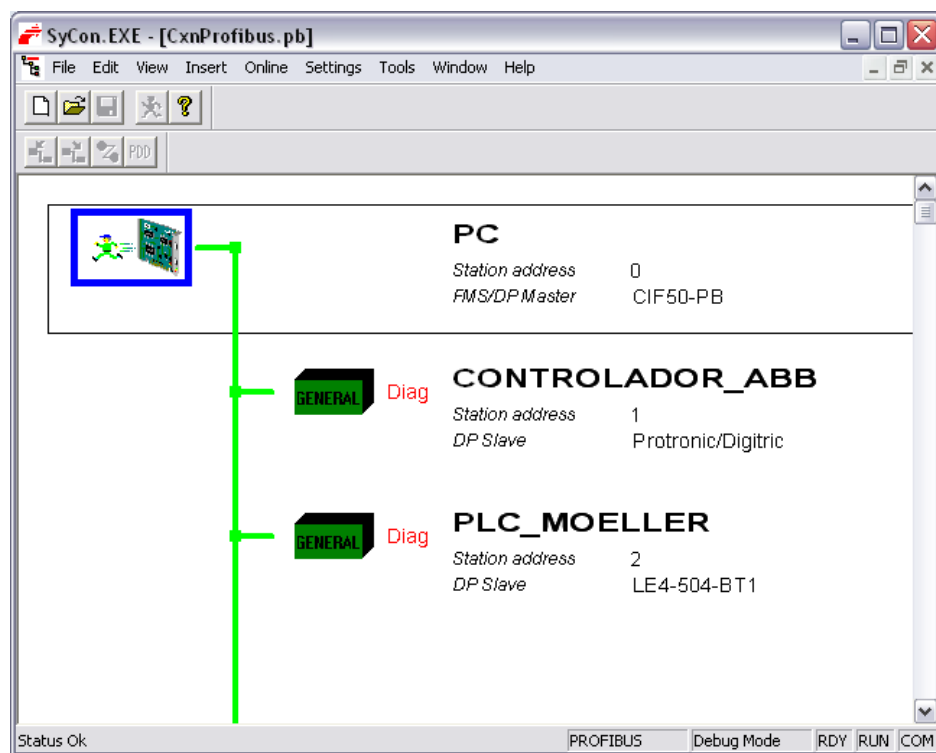 SyCon.EXE - [CxnProfibus.pb]
File Edit View Insert Online Settings Tools Window Help
PDD
PC
Station address 0
FMS/DP Master CIF50-PB
GENERAL Diag CONTROLADOR_ABB
Station address 1
DP Slave Protronic/Digitric
GENERAL Diag PLC_MOELLER
Station address 2
DP Slave LE4-504-BT1
Status Ok PROFIBUS Debug Mode RDY RUN COM